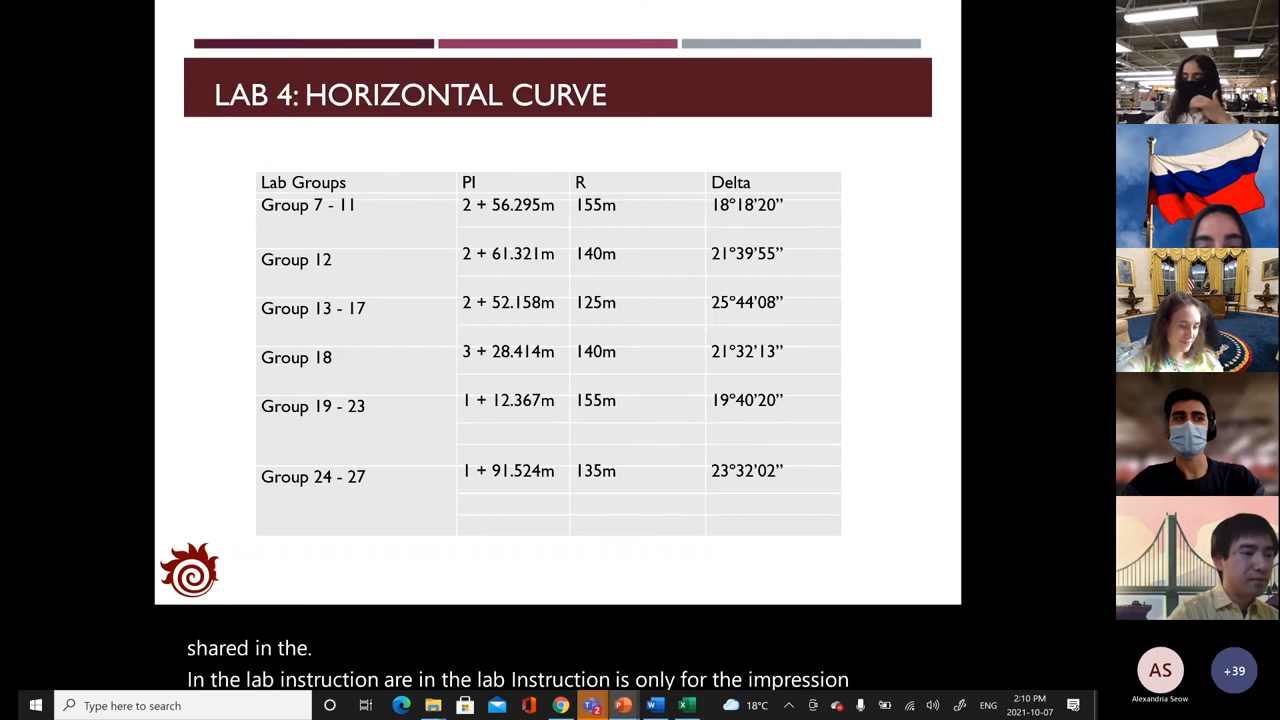 LAB 4: HORIZONTAL CURVE
Lab Groups PI R Delta
Group 7 - 11 2 + 56.295m 155m 18°18'20”
Group 12 2 + 61.321m 140m 21°39'55”
Group 13 - 17 2 + 52.158m 125m 25°44'08”
Group 18 3 + 28.414m 140m 21°32'13”
Group 19 - 23 1 + 12.367m 155m 19°40'20”
Group 24 - 27 1 + 91.524m 135m 23°32'02”
shared in the.
In the lab instruction are in the lab Instruction is only for the impression
AS
+39
Alexandria Seow
Type here to search
18°C
ENG
2:10 PM
2021-10-07